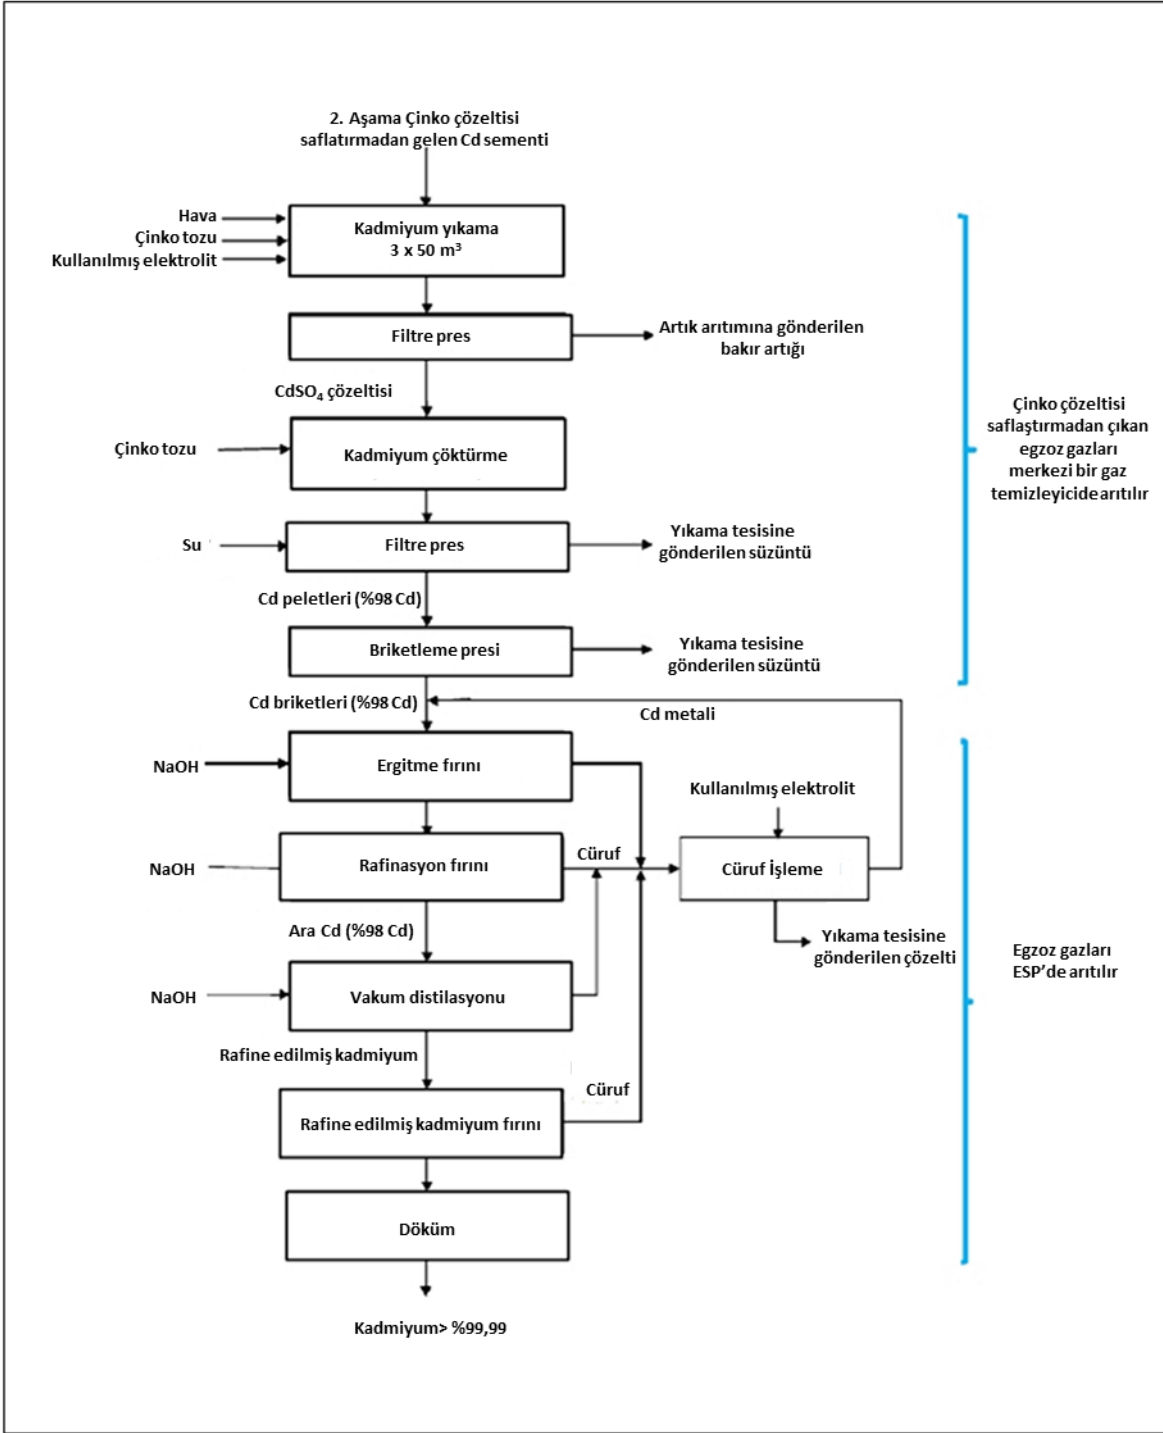 2. Aşama Çinko çözeltisi
saflatırmadan gelen Cd sementi
Hava
Çinko tozu
Kullanılmış elektrolit
Kadmiyum yıkama
3 x 50 m³
Filtre pres
Artık arıtımına gönderilen
bakır artığı
CdSO₄ çözeltisi
Çinko tozu
Kadmiyum çöktürme
Çinko çözeltisi
saflaştırmadan çıkan
egzoz gazları
merkezi bir gaz
temizleyicide arıtılır
Su
Filtre pres
Yıkama tesisine
gönderilen süzüntü
Cd peletleri (%98 Cd)
Briketleme presi
Yıkama tesisine
gönderilen süzüntü
Cd briketleri (%98 Cd)
Cd metali
NaOH
Ergitme fırını
Kullanılmış elektrolit
NaOH
Rafinasyon fırını
Cüruf
Cüruf İşleme
Ara Cd (%98 Cd)
Yıkama tesisine
gönderilen çözelti
Egzoz gazları
ESP'de arıtılır
NaOH
Vakum distilasyonu
Rafine edilmiş kadmiyum
Cüruf
Rafine edilmiş kadmiyum fırını
Döküm
Kadmiyum> %99,99